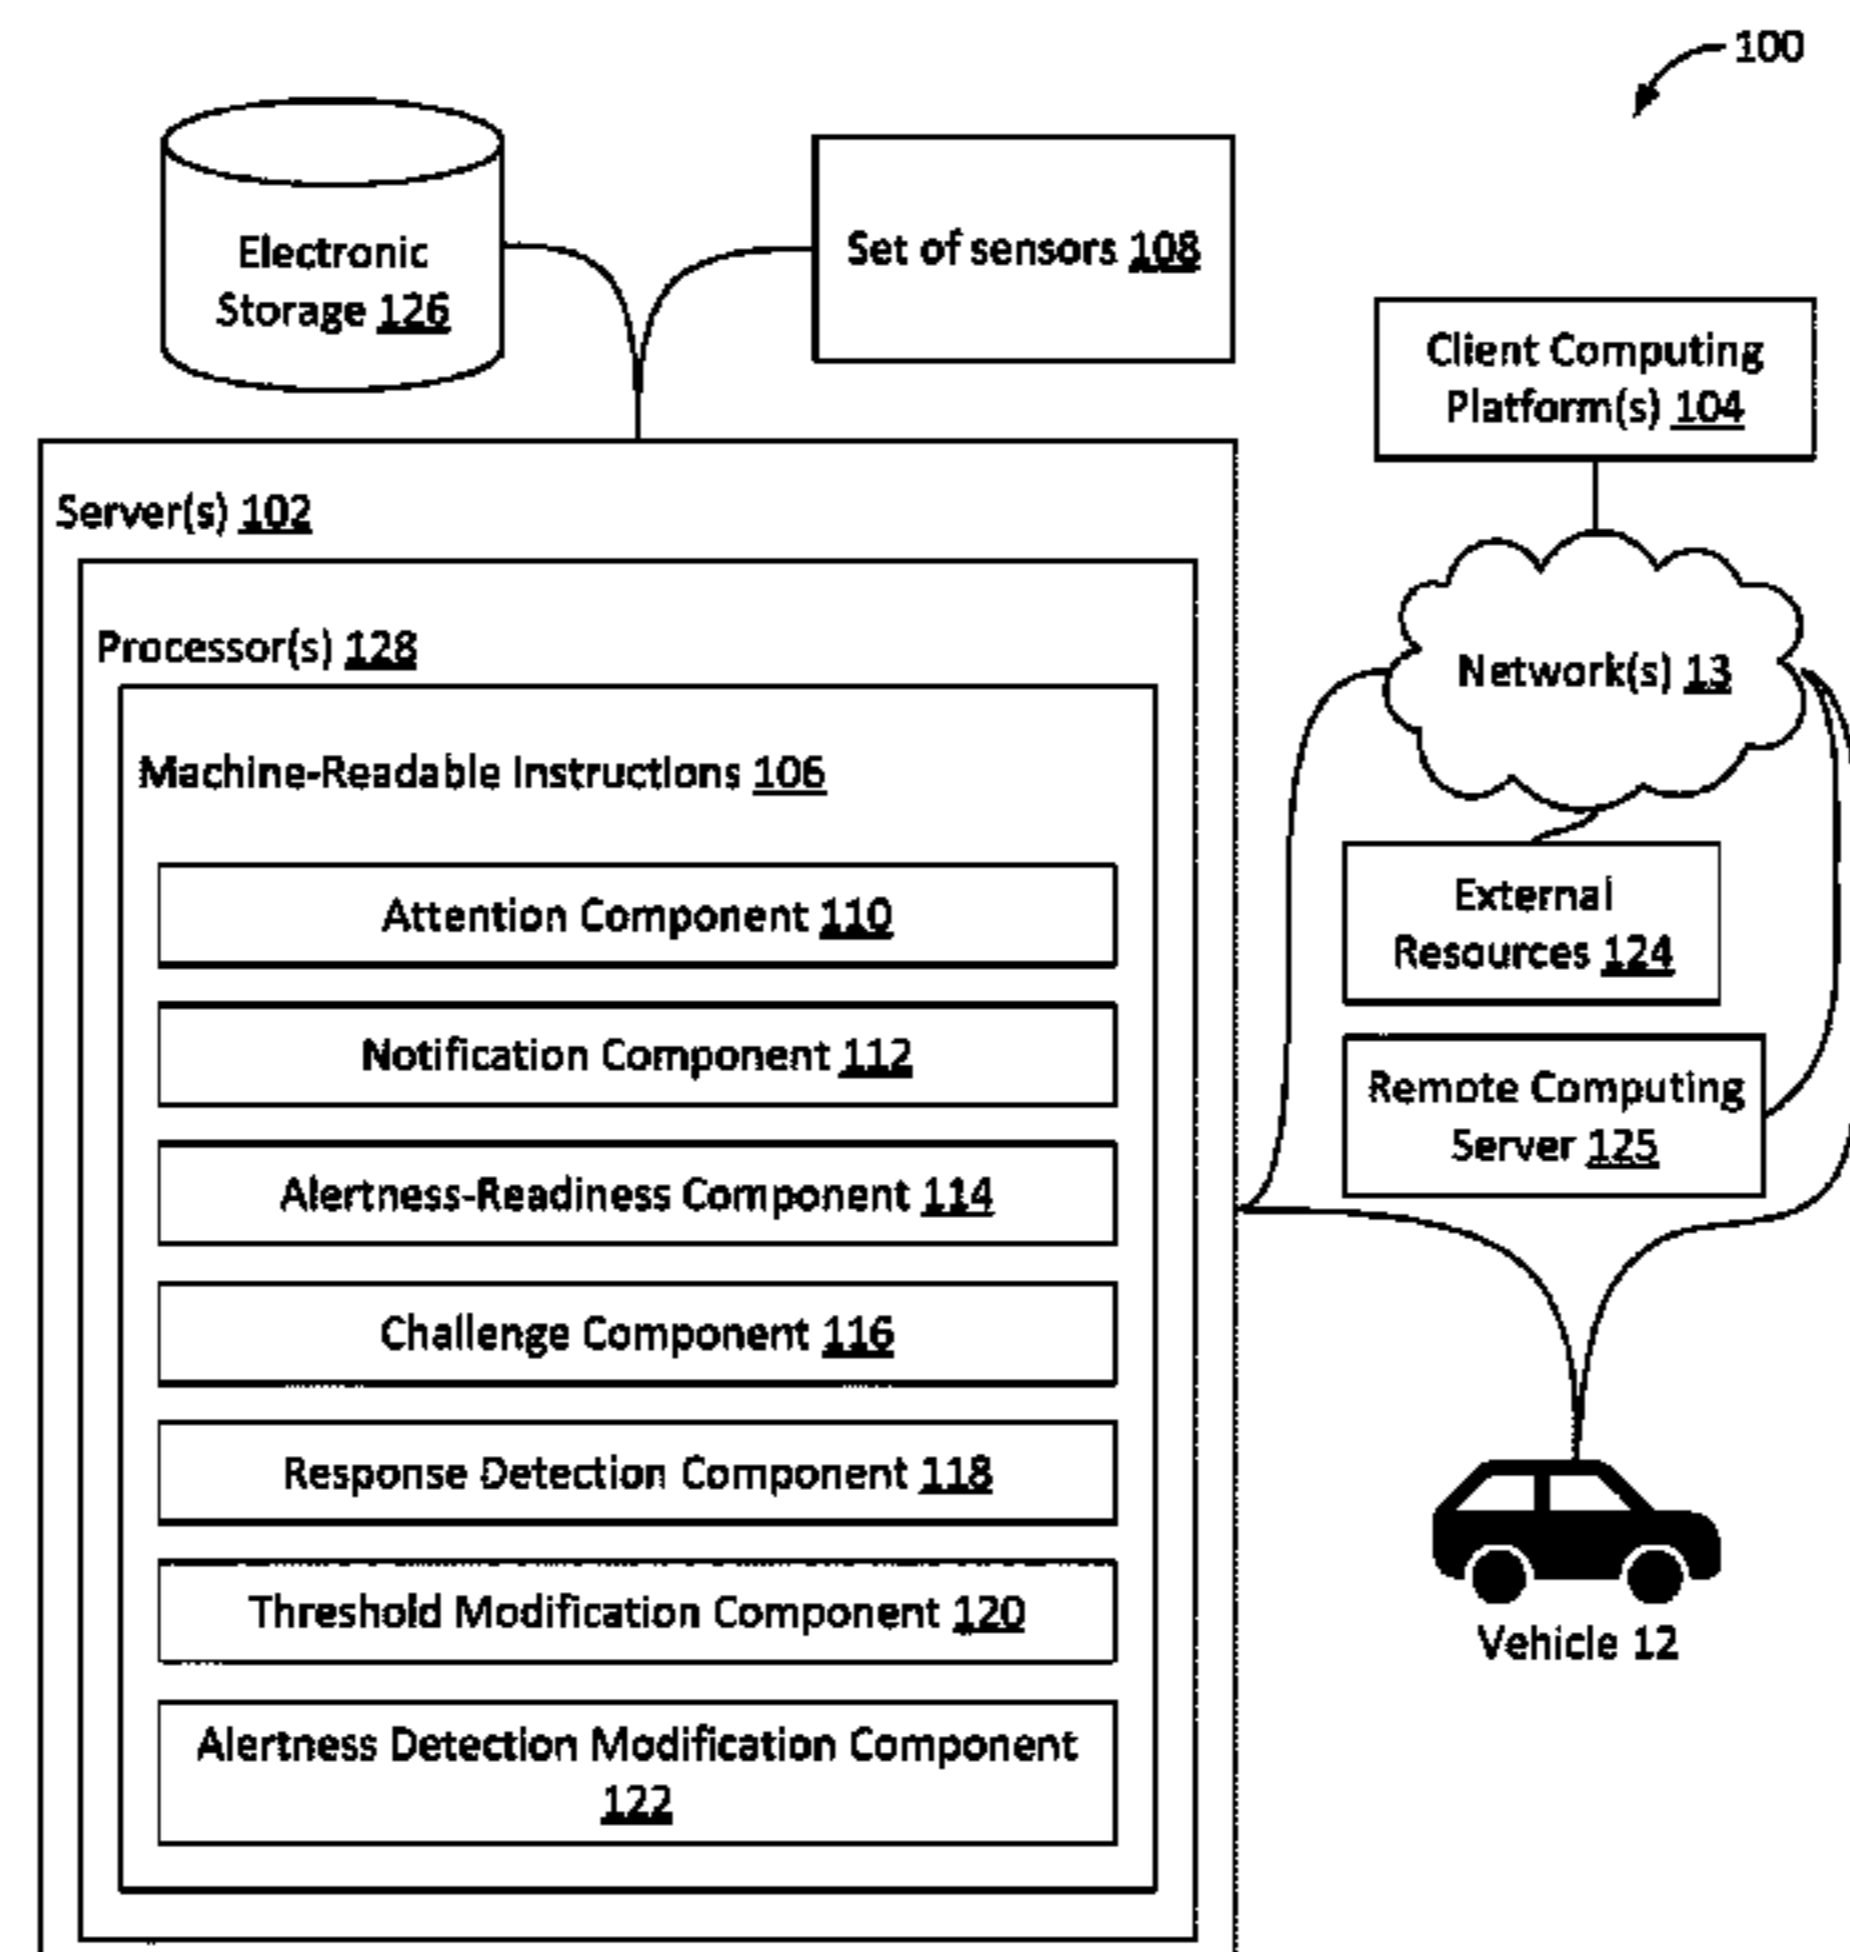 100
Electronic
Storage 126
Set of sensors 108
Client Computing
Platform(s) 104
Server(s) 102
Processor(s) 128
Network(s) 13
Machine-Readable Instructions 106
Attention Component 110
External
Resources 124
Notification Component 112
Remote Computing
Server 125
Alertness-Readiness Component 114
Challenge Component 116
Response Detection Component 118
Threshold Modification Component 120
Vehicle 12
Alertness Detection Modification Component
122